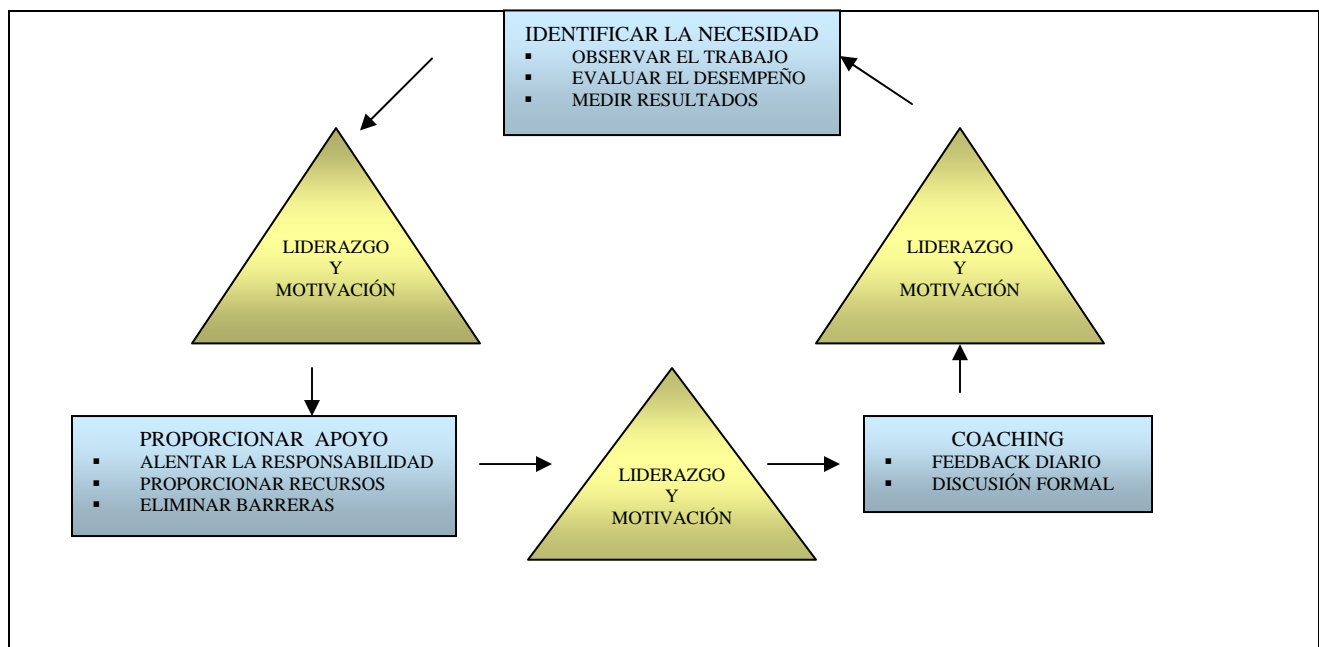 IDENTIFICAR LA NECESIDAD
▪ OBSERVAR EL TRABAJO
▪ EVALUAR EL DESEMPEÑO
▪ MEDIR RESULTADOS
LIDERAZGO
Y
MOTIVACIÓN
LIDERAZGO
Y
MOTIVACIÓN
PROPORCIONAR APOYO
▪ ALENTAR LA RESPONSABILIDAD
▪ PROPORCIONAR RECURSOS
▪ ELIMINAR BARRERAS
LIDERAZGO
Y
MOTIVACIÓN
COACHING
▪ FEEDBACK DIARIO
▪ DISCUSIÓN FORMAL